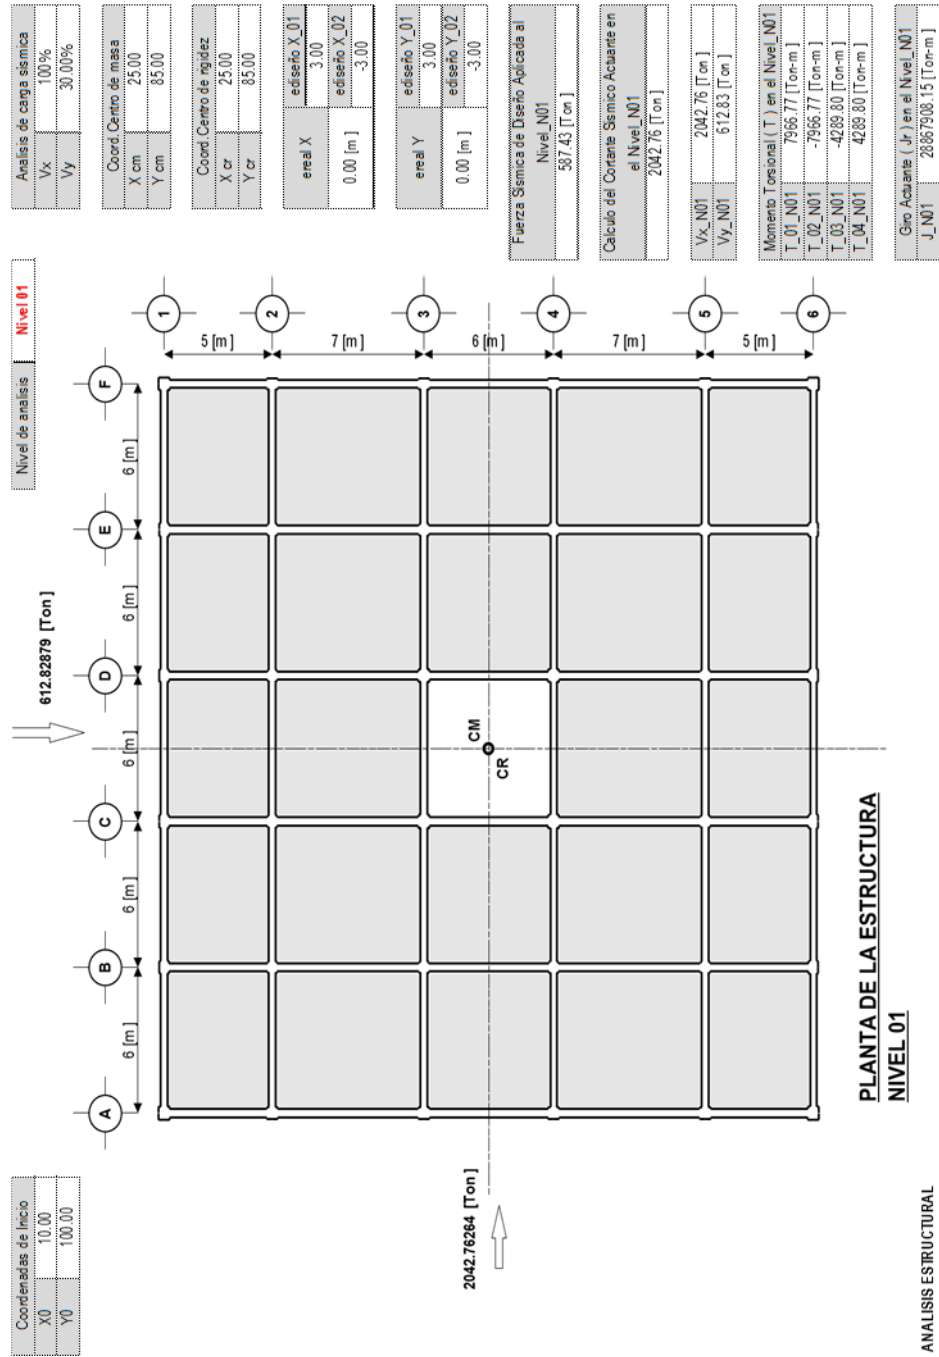 Coordenadas de Inicio
X0 10.00
Y0 100.00
Nivel de analisis Nivel 01
Analisis de carga sismica
Vx 100%
Vy 30.00%
Coord. Centro de masa
X cm 25.00
Y cm 85.00
Coord. Centro de rigidez
X cr 25.00
Y cr 85.00
ereal X ediseño X_01
3.00
0.00 [m ] ediseño X_02
-3.00
ereal Y ediseño Y_01
3.00
0.00 [m ] ediseño Y_02
-3.00
Fuerza Sismica de Diseño Aplicada al
Nivel_N01
587.43 [Ton ]
Calculo del Cortante Sismico Actuante en
el Nivel_N01
2042.76 [Ton ]
Vx_N01 2042.76 [Ton ]
Vy_N01 612.83 [Ton ]
Momento Torsional ( T ) en el Nivel_N01
T_01_N01 7966.77 [Ton-m ]
T_02_N01 -7966.77 [Ton-m ]
T_03_N01 -4289.80 [Ton-m ]
T_04_N01 4289.80 [Ton-m ]
Giro Actuante ( Jr ) en el Nivel_N01
J_N01 28867908.15 [Ton-m ]
612.82879 [Ton]
A B C D E F
6 [m ] 6 [m ] 6 [m ] 6 [m ] 6 [m ]
1
5 [m ]
2
7 [m ]
3
6 [m ]
4
7 [m ]
5
5 [m ]
6
2042.76264 [Ton ]
CM
CR
PLANTA DE LA ESTRUCTURA
NIVEL 01
ANALISIS ESTRUCTURAL